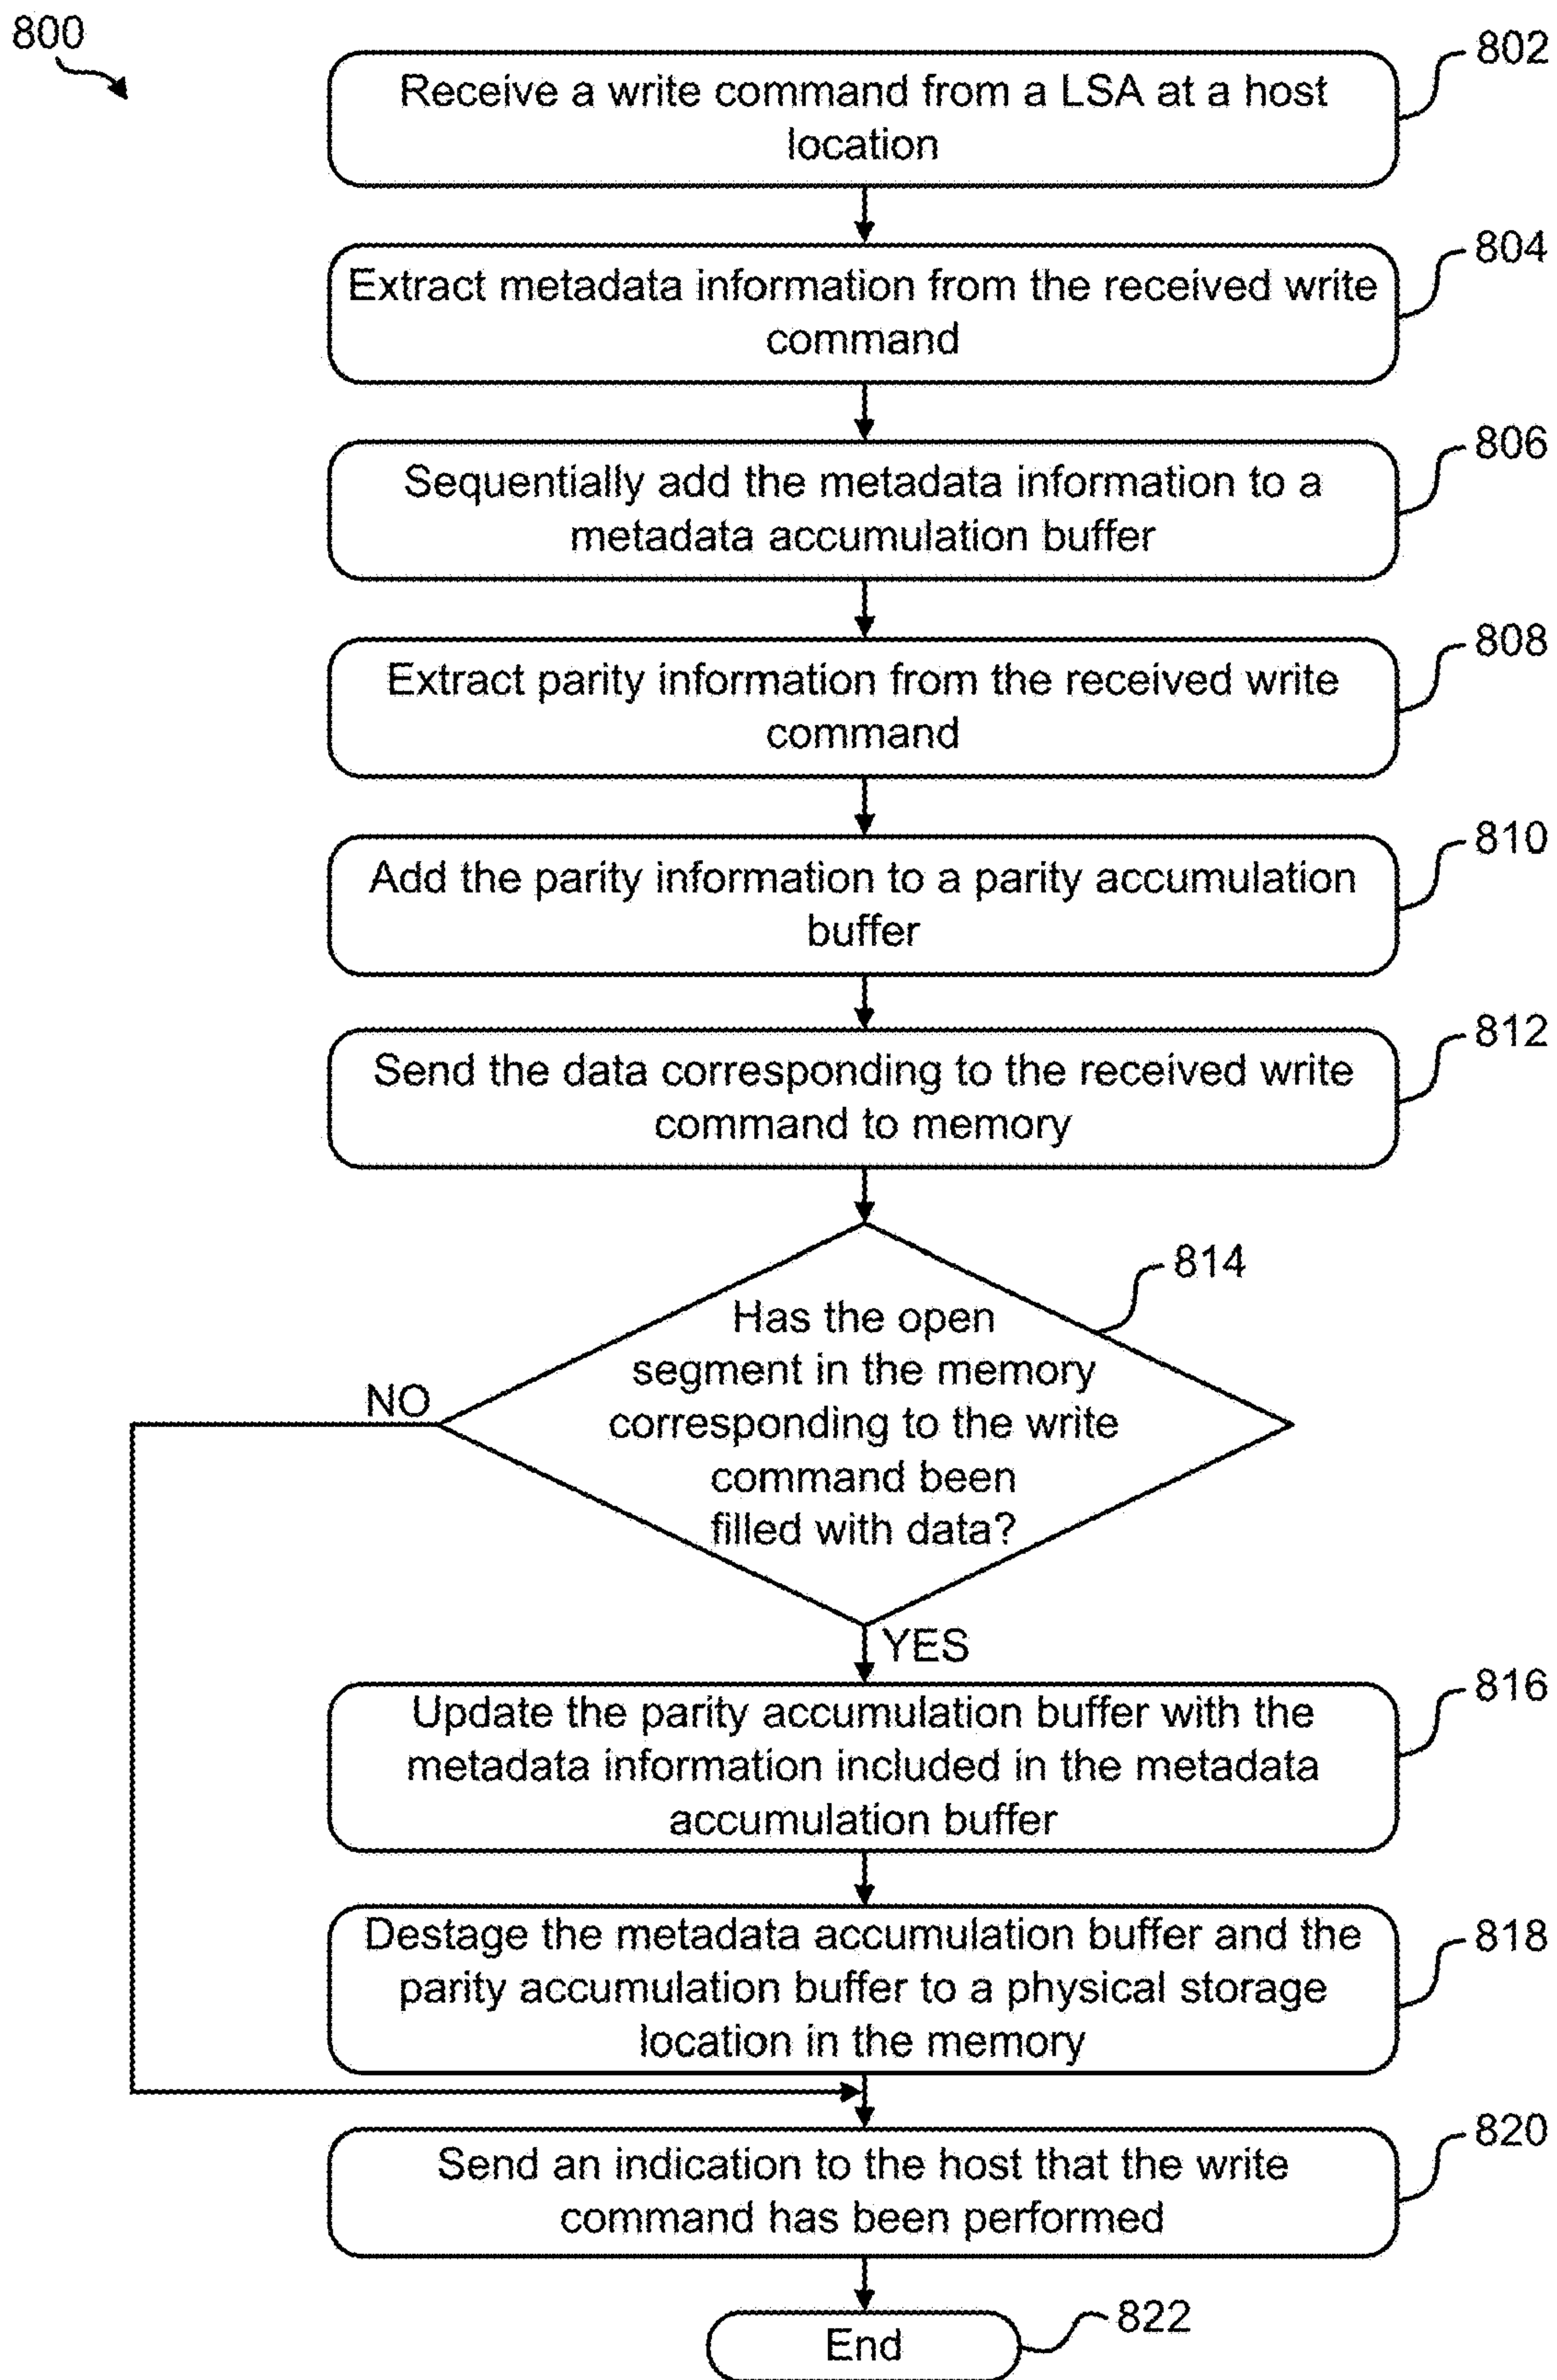 800
802
Receive a write command from a LSA at a host
location
804
Extract metadata information from the received write
command
806
Sequentially add the metadata information to a
metadata accumulation buffer
808
Extract parity information from the received write
command
810
Add the parity information to a parity accumulation
buffer
812
Send the data corresponding to the received write
command to memory
814
Has the open
segment in the memory
corresponding to the write
command been
filled with data?
NO
YES
816
Update the parity accumulation buffer with the
metadata information included in the metadata
accumulation buffer
818
Destage the metadata accumulation buffer and the
parity accumulation buffer to a physical storage
location in the memory
820
Send an indication to the host that the write
command has been performed
822
End